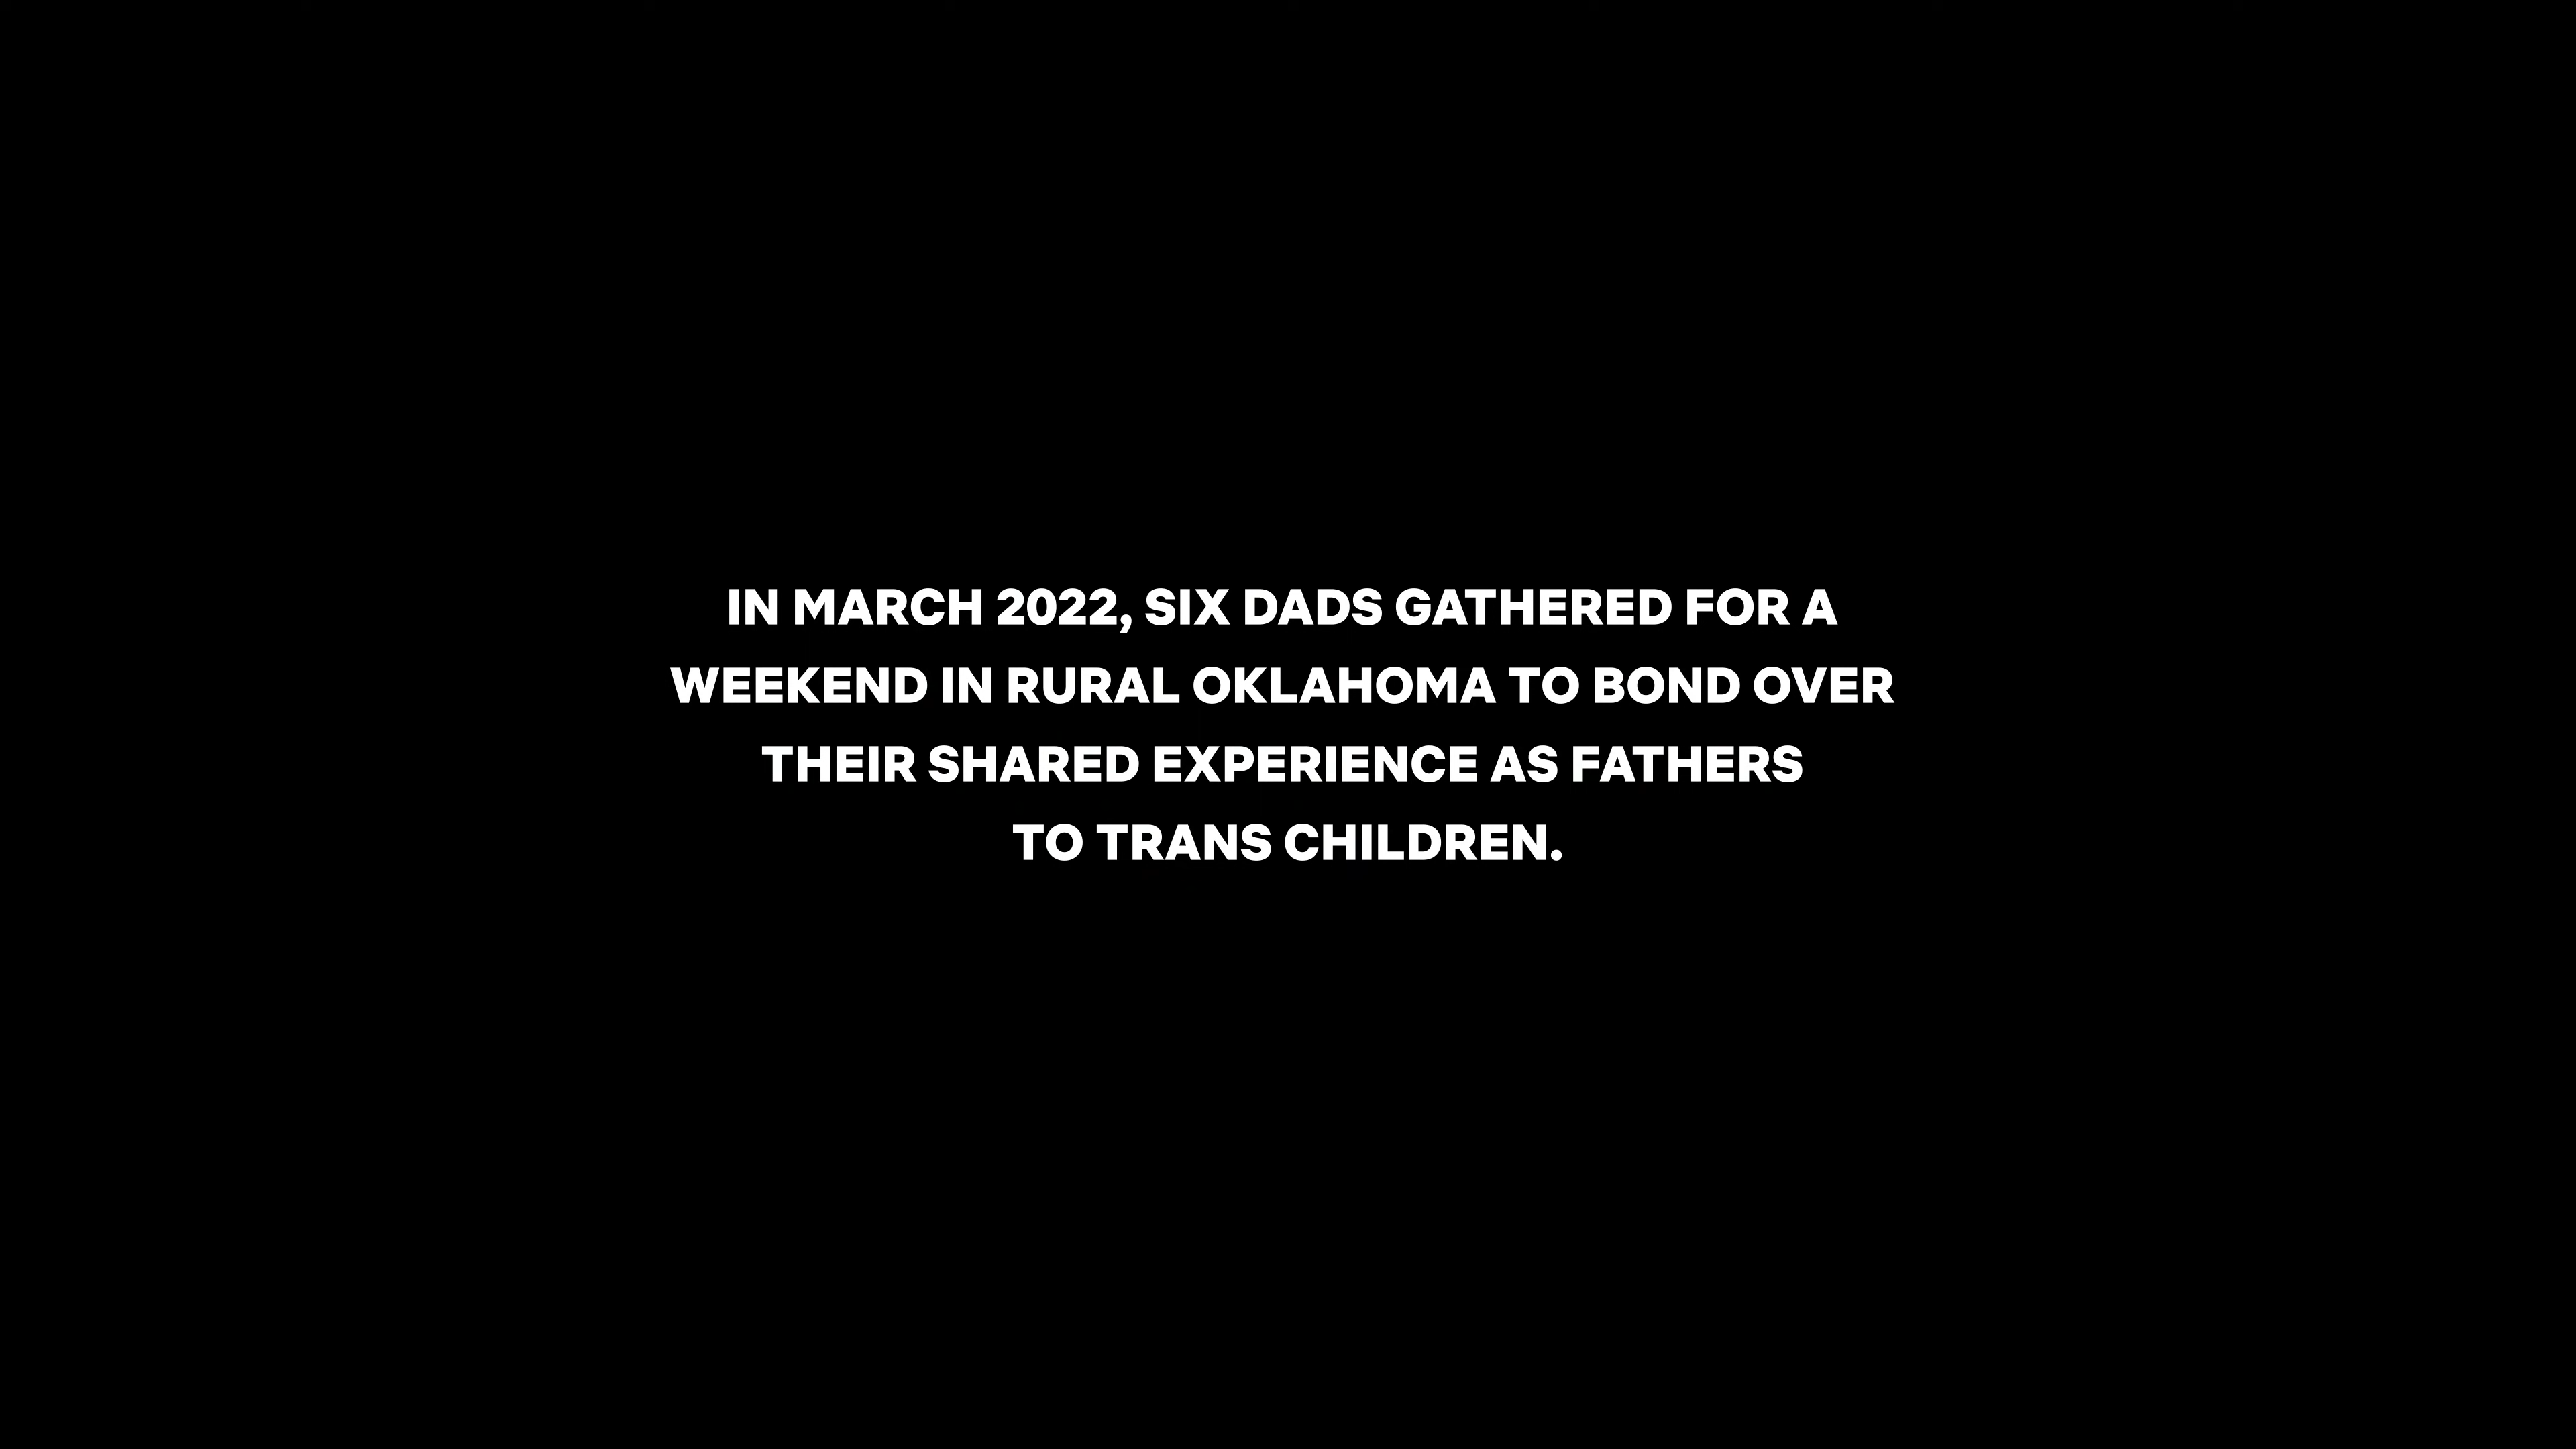 IN MARCH 2022, SIX DADS GATHERED FOR A
WEEKEND IN RURAL OKLAHOMA TO BOND OVER
THEIR SHARED EXPERIENCE AS FATHERS
TO TRANS CHILDREN.